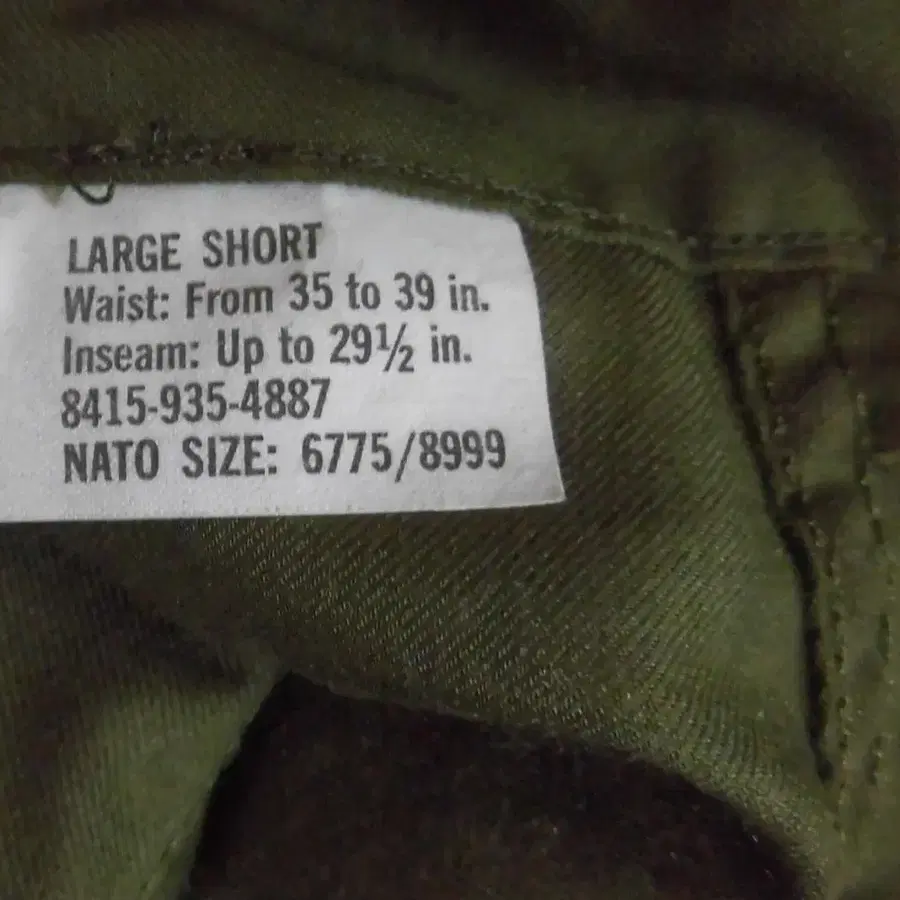 LARGE SHORT
Waist: From 35 to 39 in.
Inseam: Up to 29½ in.
8415-935-4887
NATO SIZE: 6775/8999